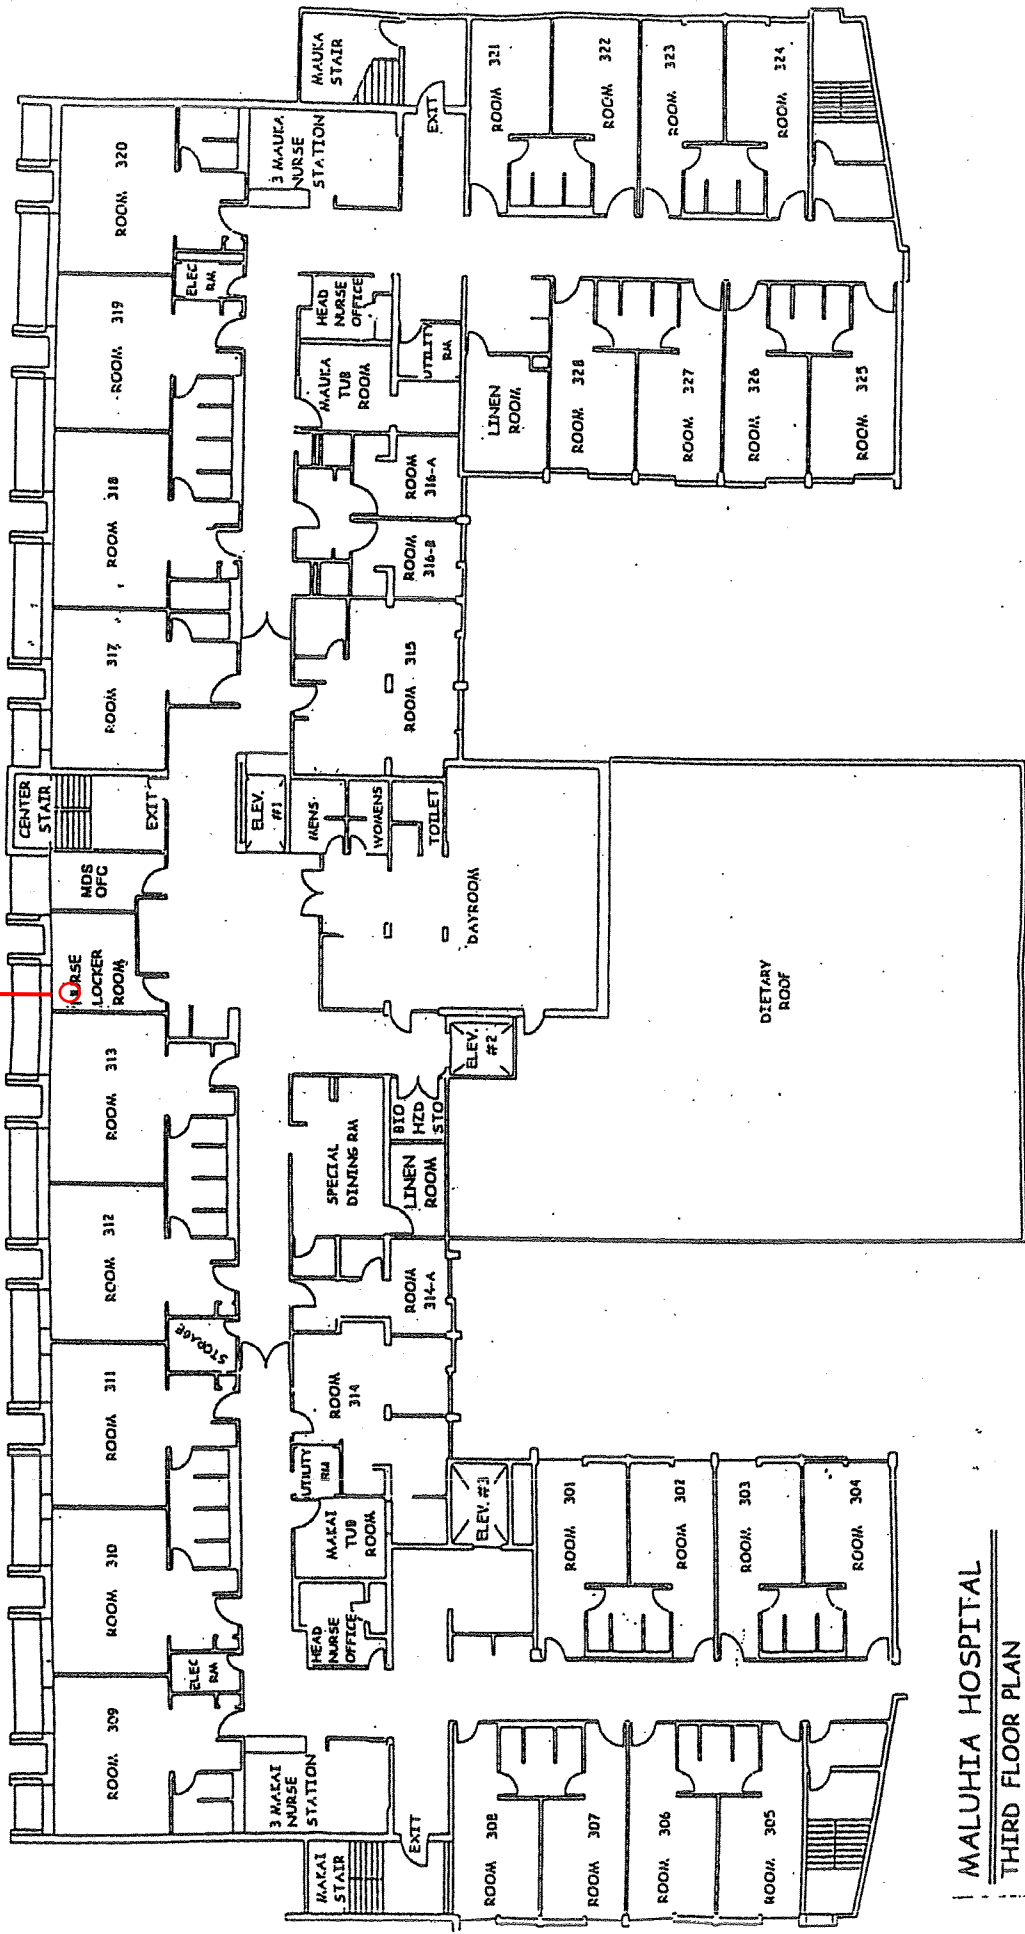 MALUHIA HOSPITAL
THIRD FLOOR PLAN
ROOM 309
ROOM 310
ROOM 311
ROOM 312
ROOM 313
LOCKER
ROOM
MDS
OFC
CENTER
STAIR
EXIT
ROOM 317
ROOM 318
ROOM 319
ROOM 320
ELEC
RM
STORAGE
ELEC
RM
3 MAKAI
NURSE
STATION
HEAD
NURSE
OFFICE
MAKAI
TUB
ROOM
UTILITY
RM
ROOM
314
ROOM
314-A
SPECIAL
DINING RM
LINEN
ROOM
BIO
HZD
STO
ELEV.
#2
ELEV.
#1
MENS
WOMENS
TOILET
DAYROOM
ROOM 315
ROOM
316-B
ROOM
316-A
MAUKA
TUB
ROOM
HEAD
NURSE
OFFICE
UTILITY
RM
3 MAUKA
NURSE
STATION
MAUKA
STAIR
EXIT
MAKAI
STAIR
EXIT
ELEV. #3
LINEN
ROOM
DIETARY
ROOF
ROOM 308
ROOM 307
ROOM 306
ROOM 305
ROOM 301
ROOM 302
ROOM 303
ROOM 304
ROOM 328
ROOM 327
ROOM 326
ROOM 325
ROOM 321
ROOM 322
ROOM 323
ROOM 324